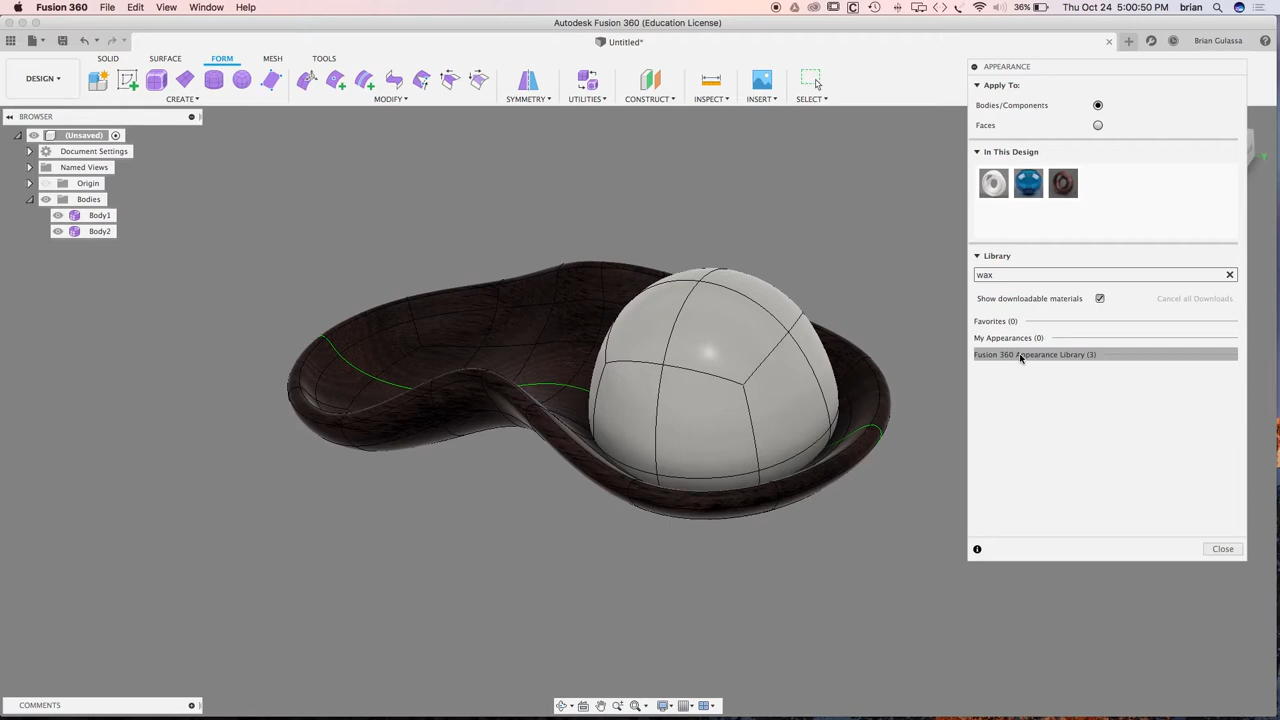 Fusion 360 File Edit View Window Help 36% Thu Oct 24 5:00:50 PM brian
Autodesk Fusion 360 (Education License)
Untitled*
Brian Gulassa
DESIGN
SOLID SURFACE FORM MESH TOOLS
CREATE MODIFY SYMMETRY UTILITIES CONSTRUCT INSPECT INSERT SELECT
BROWSER
(Unsaved)
Document Settings
Named Views
Origin
Bodies
Body1
Body2
APPEARANCE
Apply To:
Bodies/Components
Faces
In This Design
Library
wax
Show downloadable materials Cancel all Downloads
Favorites (0)
My Appearances (0)
Fusion 360 Appearance Library (3)
Close
COMMENTS